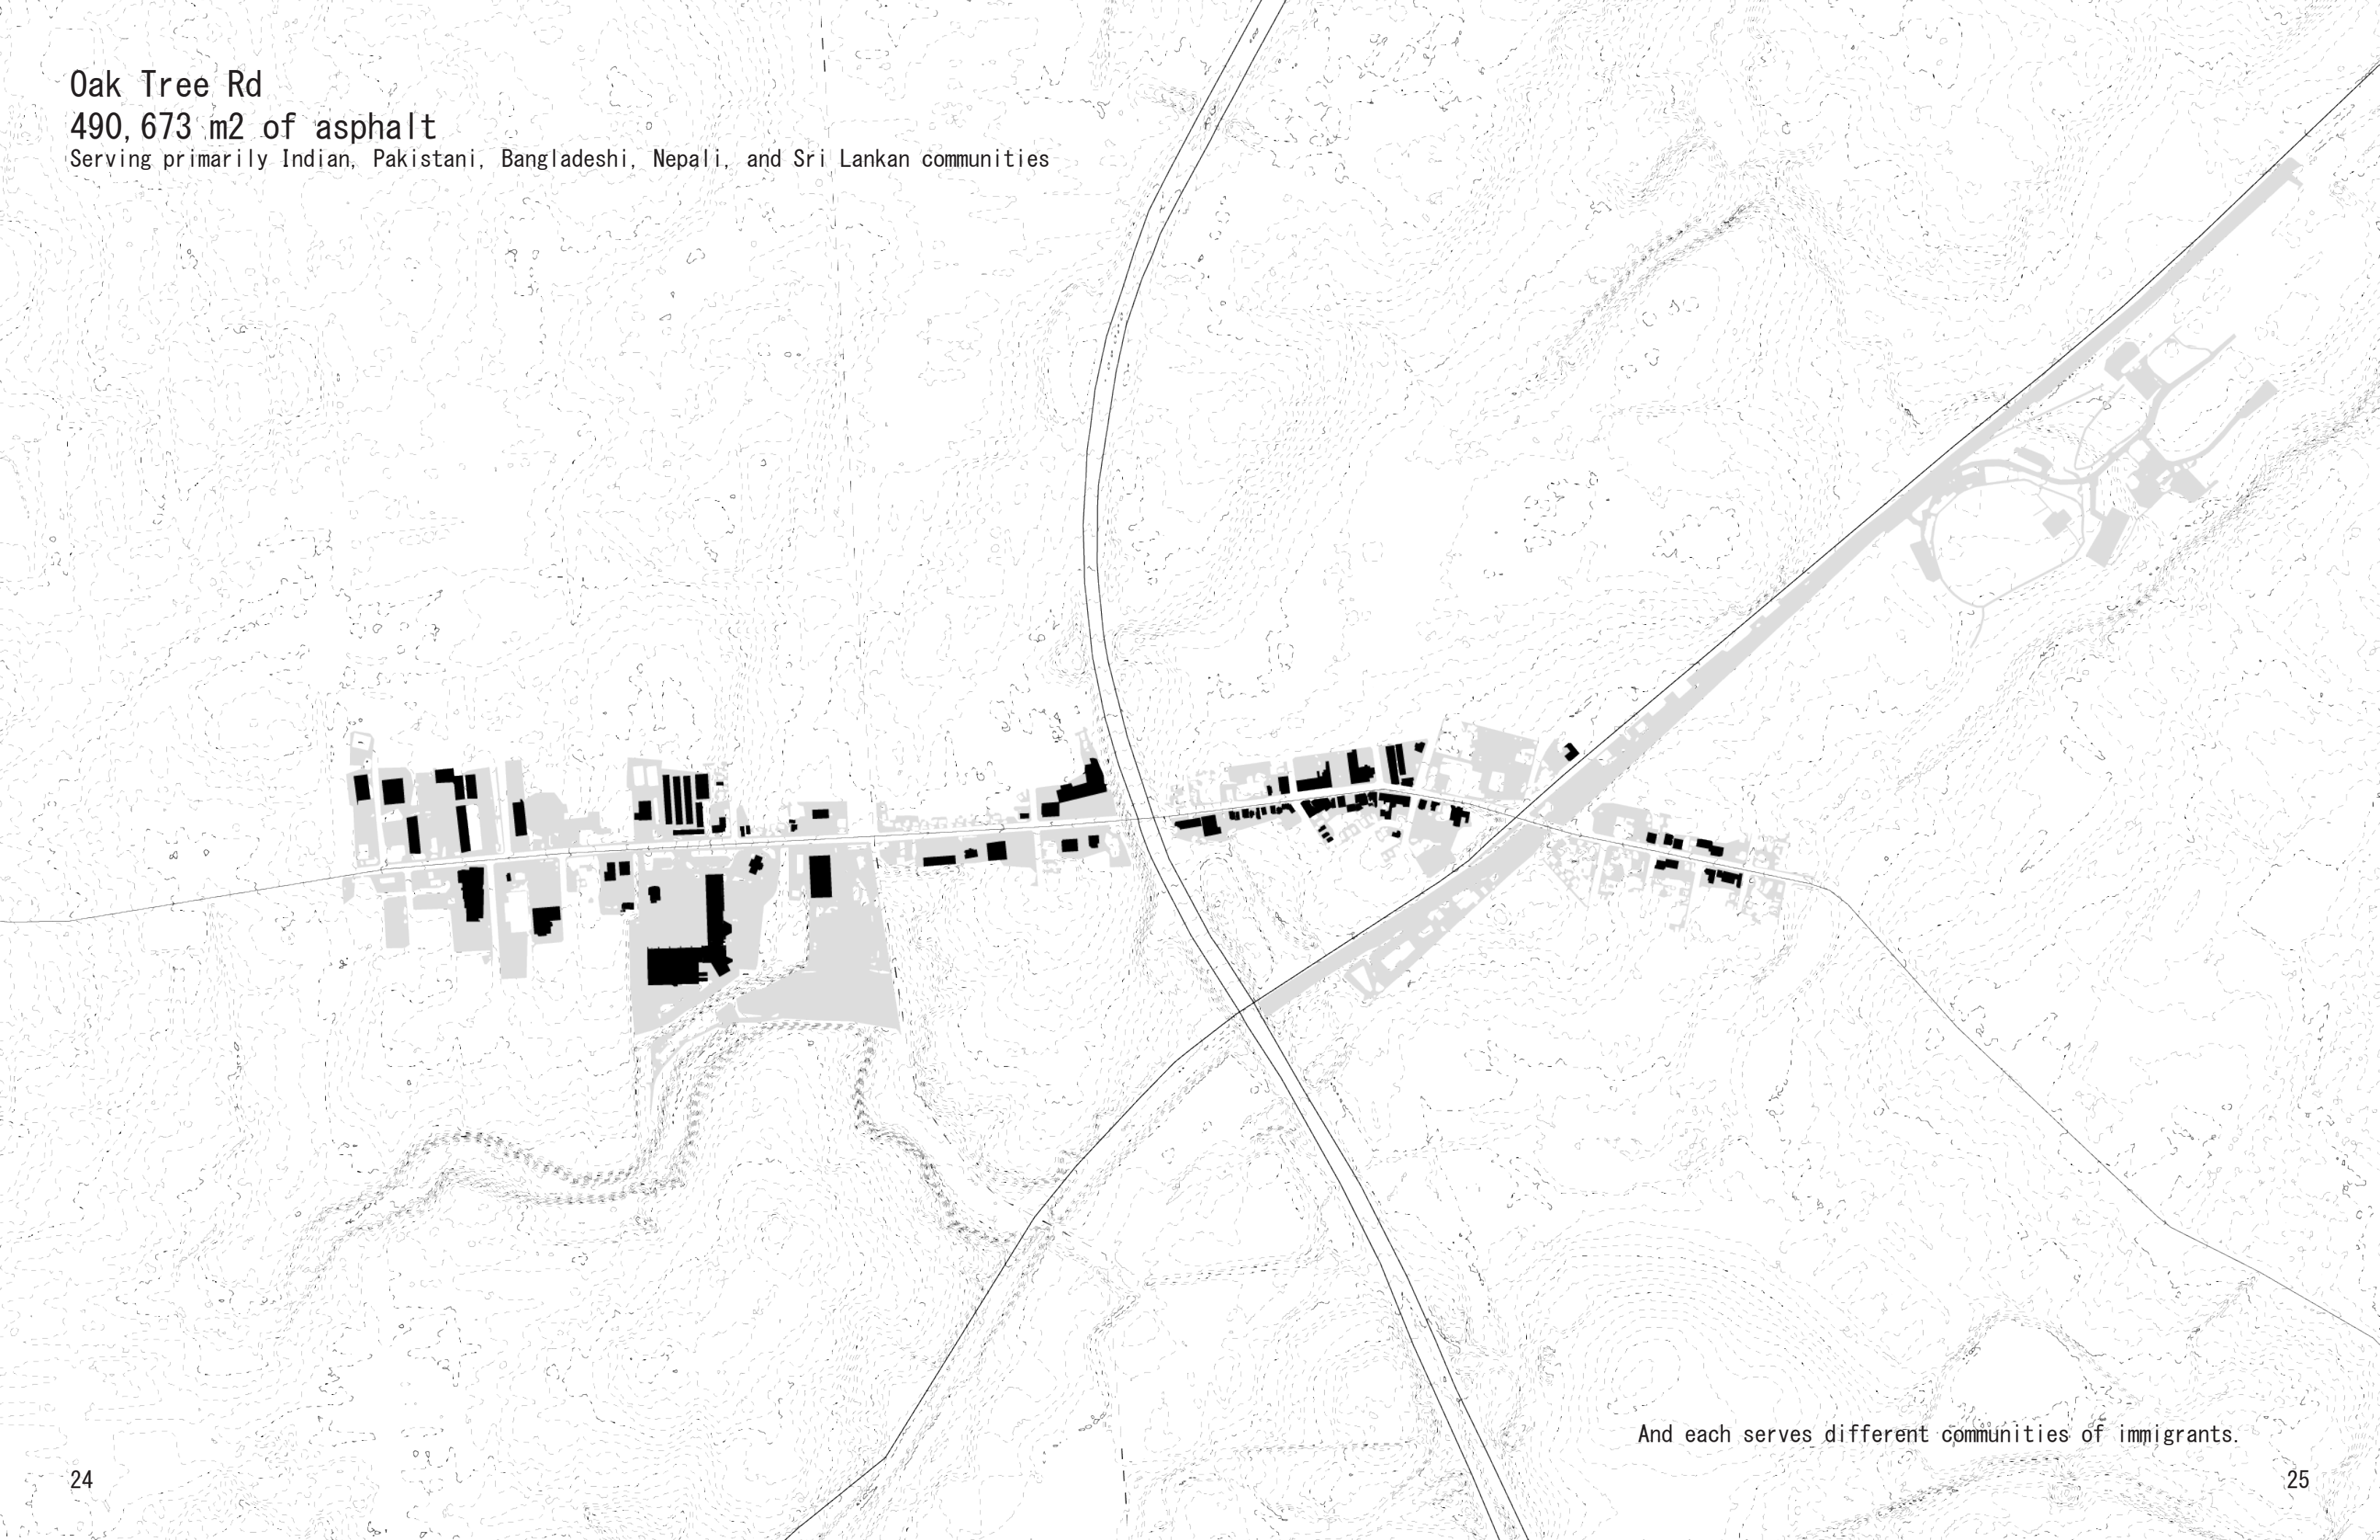 Oak Tree Rd
490,673 m2 of asphalt
Serving primarily Indian, Pakistani, Bangladeshi, Nepali, and Sri Lankan communities
And each serves different communities of immigrants.
24
25